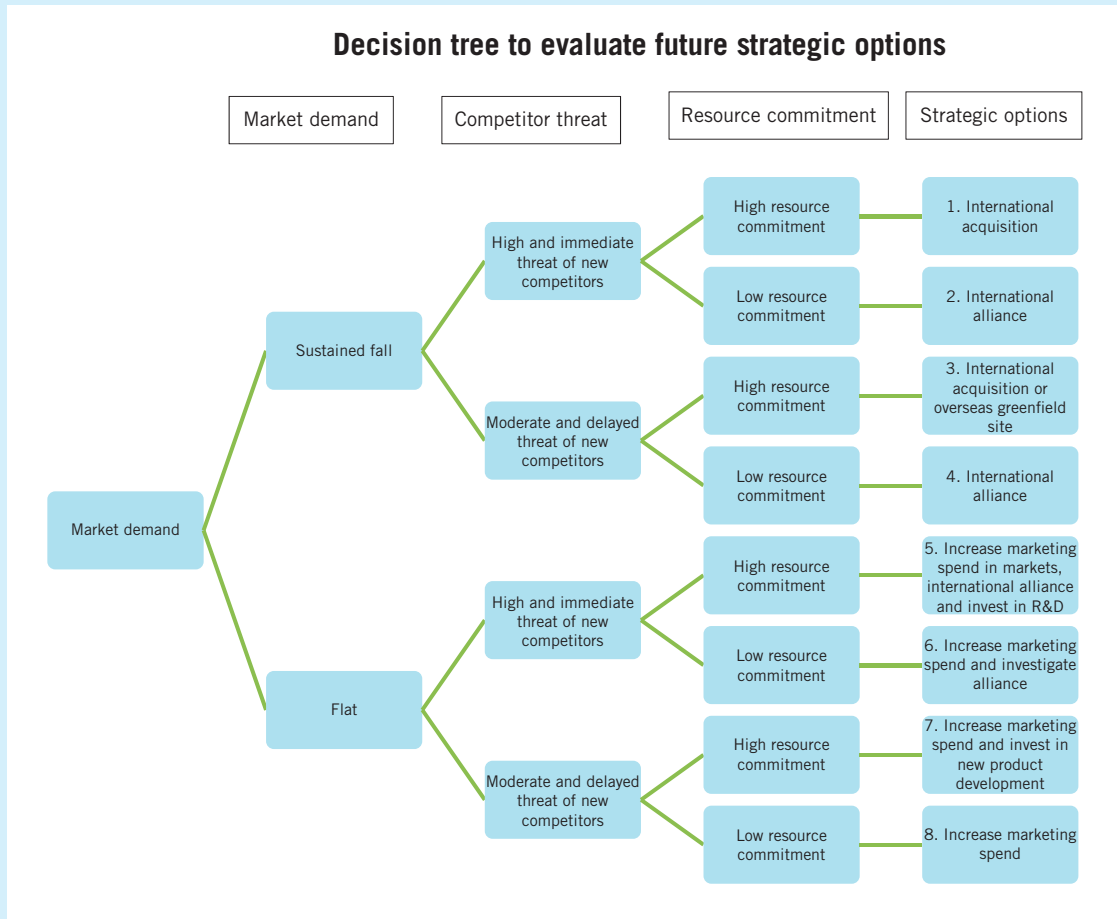 Decision tree to evaluate future strategic options
Market demand
Competitor threat
Resource commitment
Strategic options
Market demand
Sustained fall
High and immediate
threat of new
competitors
High resource
commitment
1. International
acquisition
Low resource
commitment
2. International
alliance
Moderate and delayed
threat of new
competitors
High resource
commitment
3. International
acquisition or
overseas greenfield
site
Low resource
commitment
4. International
alliance
Flat
High and immediate
threat of new
competitors
High resource
commitment
5. Increase marketing
spend in markets,
international alliance
and invest in R&D
Low resource
commitment
6. Increase marketing
spend and investigate
alliance
Moderate and delayed
threat of new
competitors
High resource
commitment
7. Increase marketing
spend and invest in
new product
development
Low resource
commitment
8. Increase marketing
spend